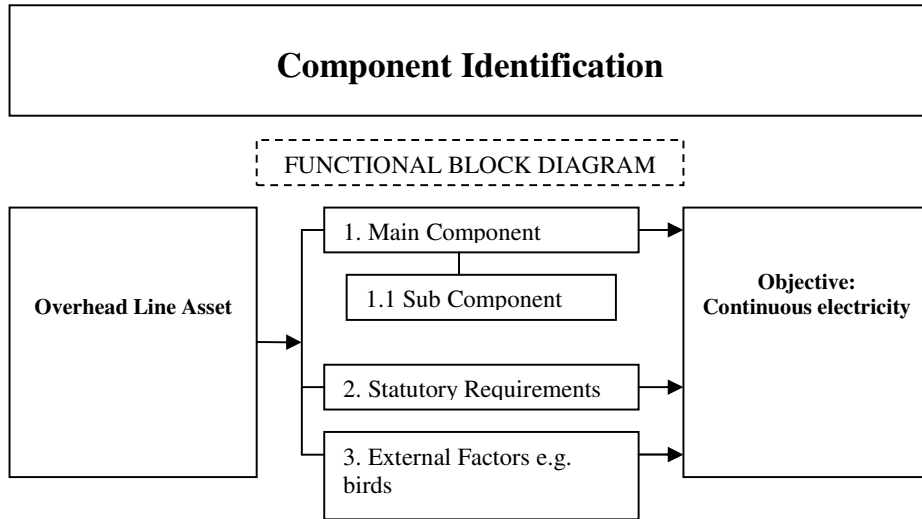 Component Identification
FUNCTIONAL BLOCK DIAGRAM
Overhead Line Asset
1. Main Component
1.1 Sub Component
2. Statutory Requirements
3. External Factors e.g.
birds
Objective:
Continuous electricity